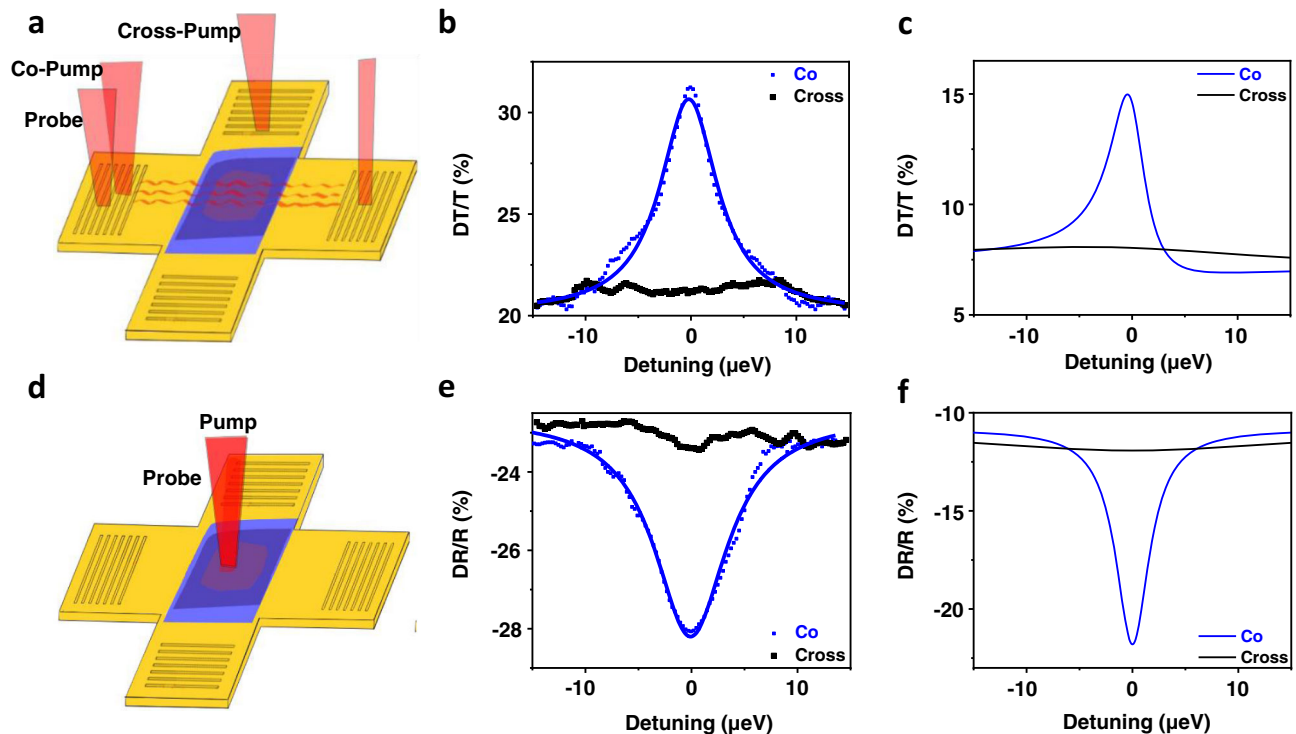 a
Cross-Pump
Co-Pump
Probe
b
Co
Cross
30
25
20
DT/T (%)
-10
0
10
Detuning (µeV)
c
Co
Cross
15
10
5
DT/T (%)
-10
0
10
Detuning (µeV)
d
Pump
Probe
e
-24
-26
-28
DR/R (%)
Co
Cross
-10
0
10
Detuning (µeV)
f
-10
-15
-20
DR/R (%)
Co
Cross
-10
0
10
Detuning (µeV)